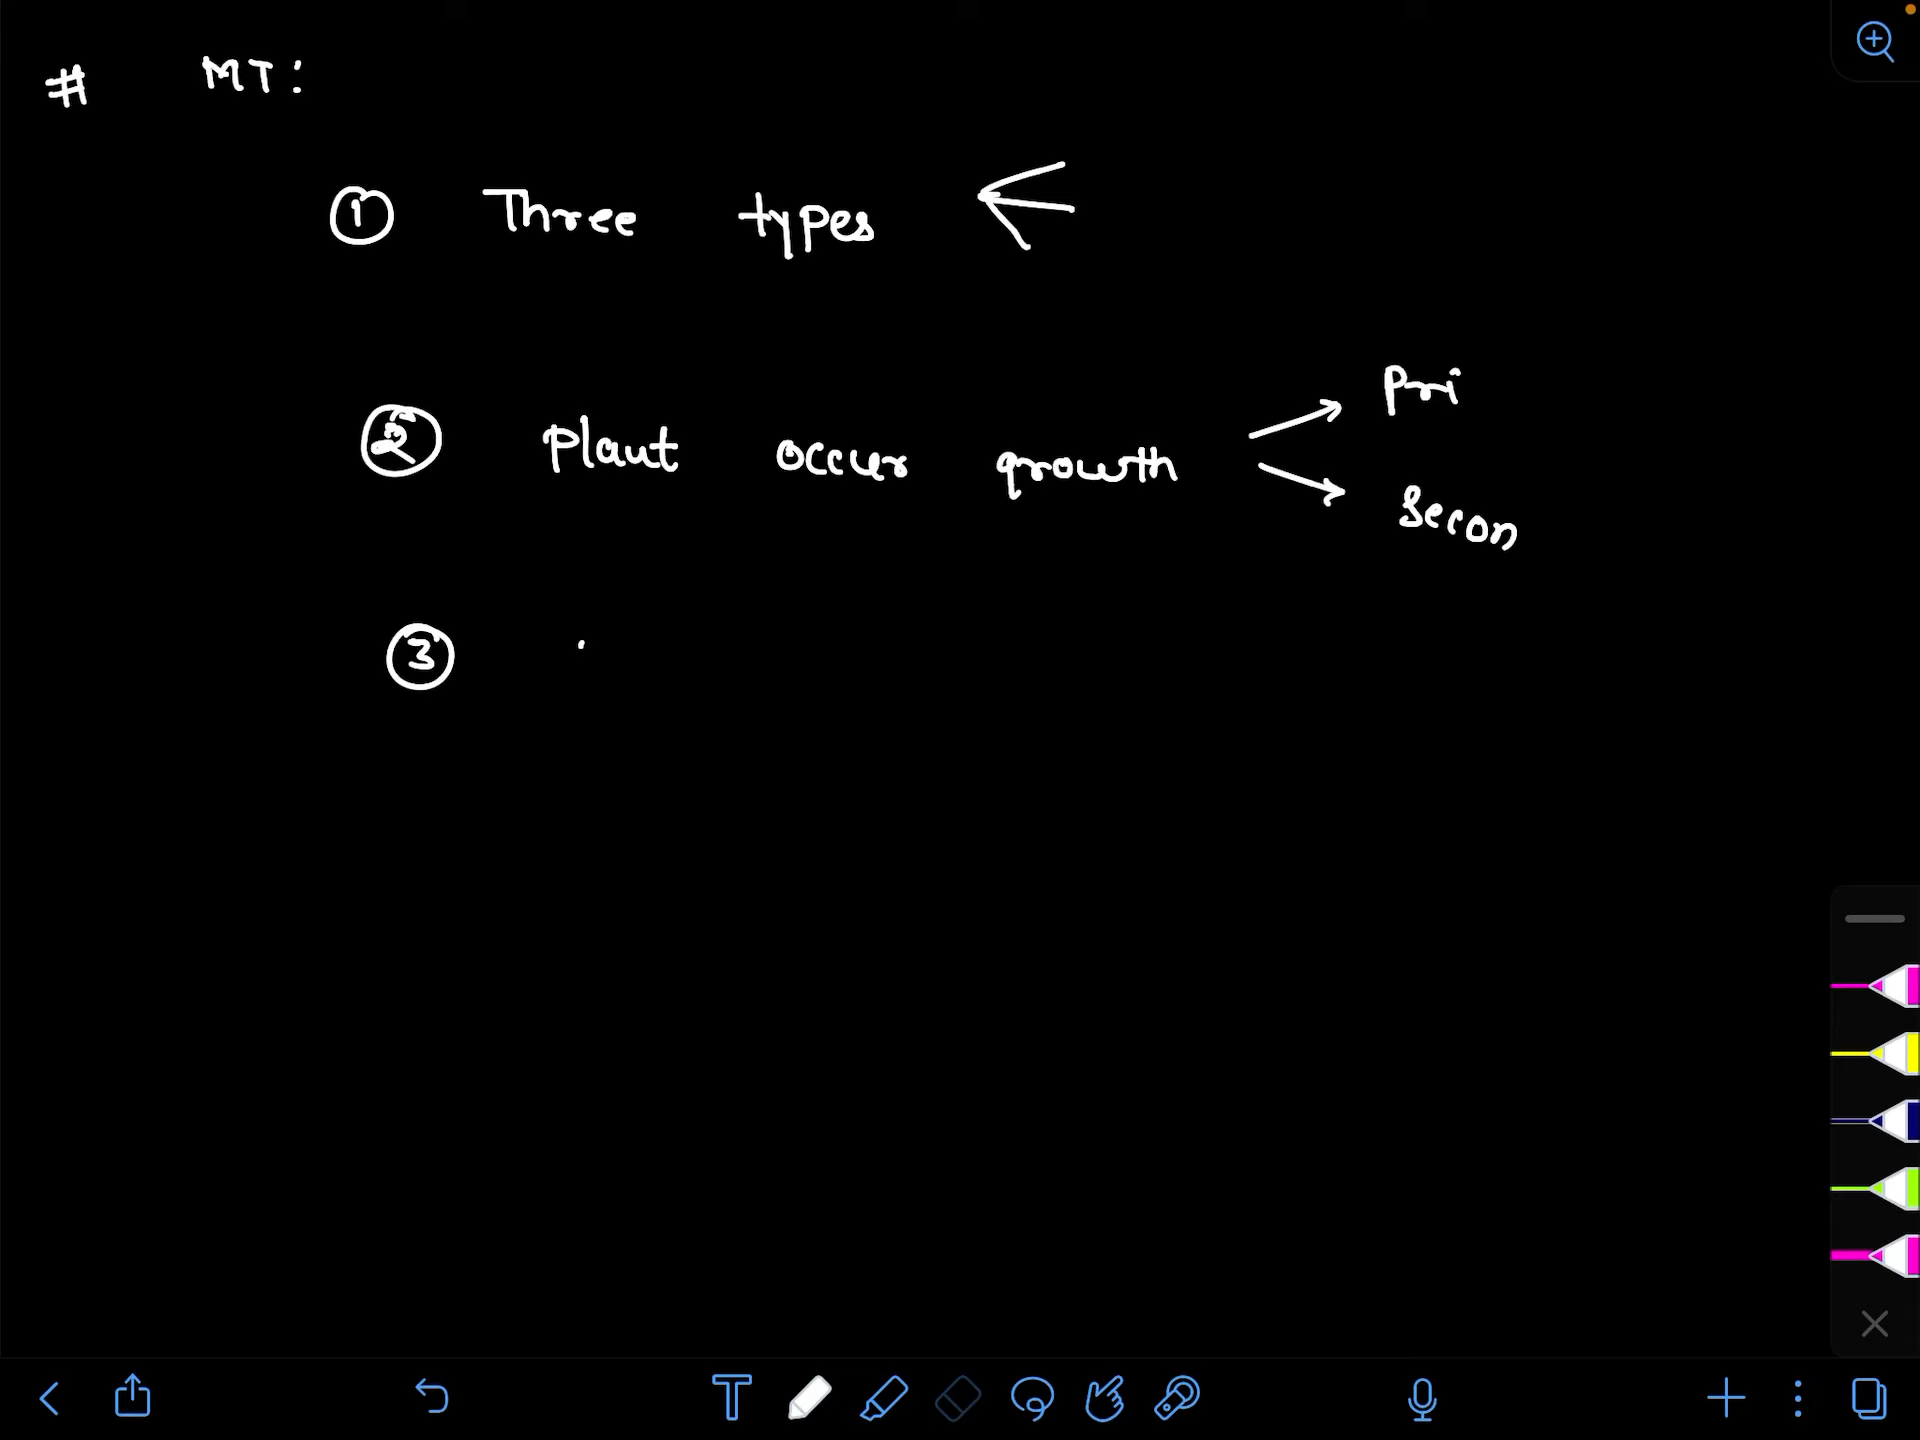 # MT:
① Three types
② Plant occur growth → Pri
→ Secon
③